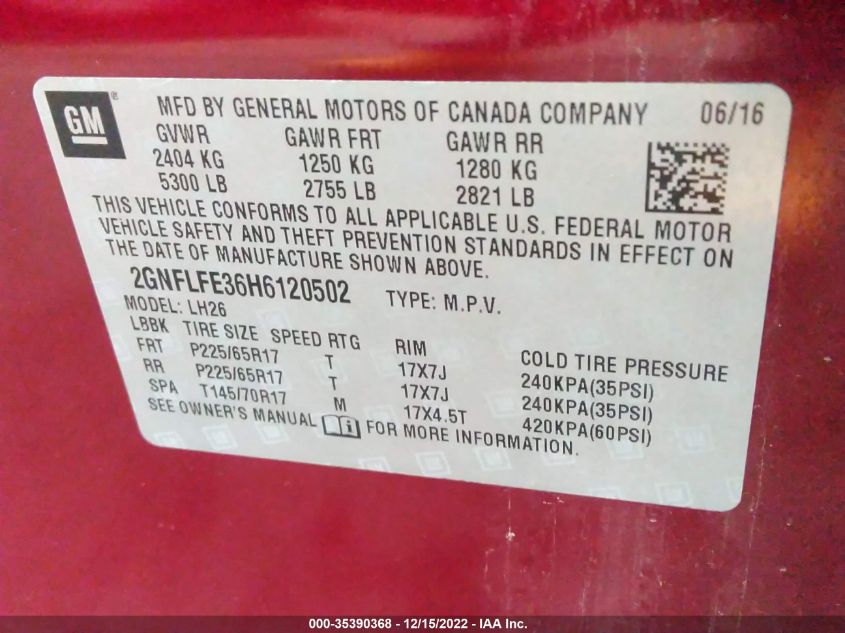 GM ® MFD BY GENERAL MOTORS OF CANADA COMPANY 06/16
GVWR GAWR FRT GAWR RR
2404 KG 1250 KG 1280 KG
5300 LB 2755 LB 2821 LB
THIS VEHICLE CONFORMS TO ALL APPLICABLE U.S. FEDERAL MOTOR
VEHICLE SAFETY AND THEFT PREVENTION STANDARDS IN EFFECT ON
THE DATE OF MANUFACTURE SHOWN ABOVE.
2GNFLFE36H6120502 TYPE: M.P.V.
MODEL: LH26
LBBK TIRE SIZE SPEED RTG RIM COLD TIRE PRESSURE
FRT P225/65R17 T 17X7J 240KPA(35PSI)
RR P225/65R17 T 17X7J 240KPA(35PSI)
SPA T145/70R17 M 17X4.5T 420KPA(60PSI)
SEE OWNER'S MANUAL i FOR MORE INFORMATION.
000-35390368 - 12/15/2022 - IAA Inc.